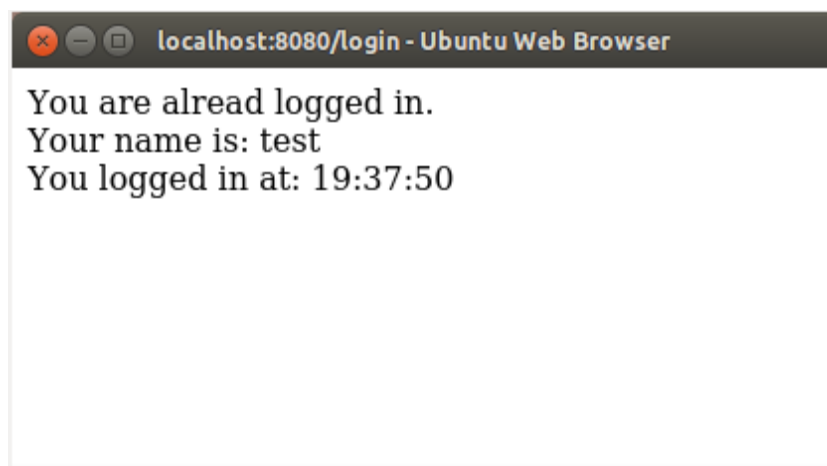 localhost:8080/login - Ubuntu Web Browser
You are alread logged in.
Your name is: test
You logged in at: 19:37:50